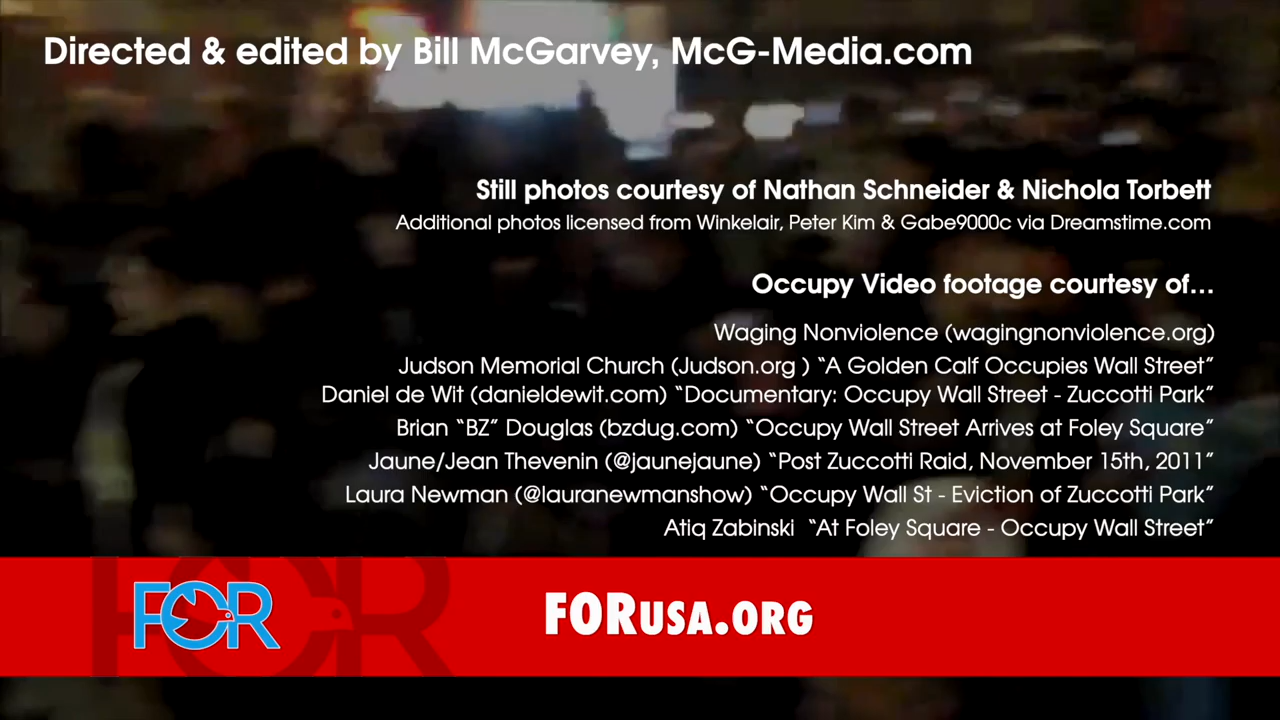 Directed & edited by Bill McGarvey, McG-Media.com
Still photos courtesy of Nathan Schneider & Nichola Torbett
Additional photos licensed from Winkelair, Peter Kim & Gabe9000c via Dreamstime.com
Occupy Video footage courtesy of...
Waging Nonviolence (wagingnonviolence.org)
Judson Memorial Church (Judson.org ) “A Golden Calf Occupies Wall Street”
Daniel de Wit (danieldewit.com) “Documentary: Occupy Wall Street - Zuccotti Park”
Brian “BZ” Douglas (bzdug.com) “Occupy Wall Street Arrives at Foley Square”
Jaune/Jean Thevenin (@jaunejaune) “Post Zuccotti Raid, November 15th, 2011”
Laura Newman (@lauranewmanshow) “Occupy Wall St - Eviction of Zuccotti Park”
Atiq Zabinski “At Foley Square - Occupy Wall Street”
FOR
FORUSA.ORG